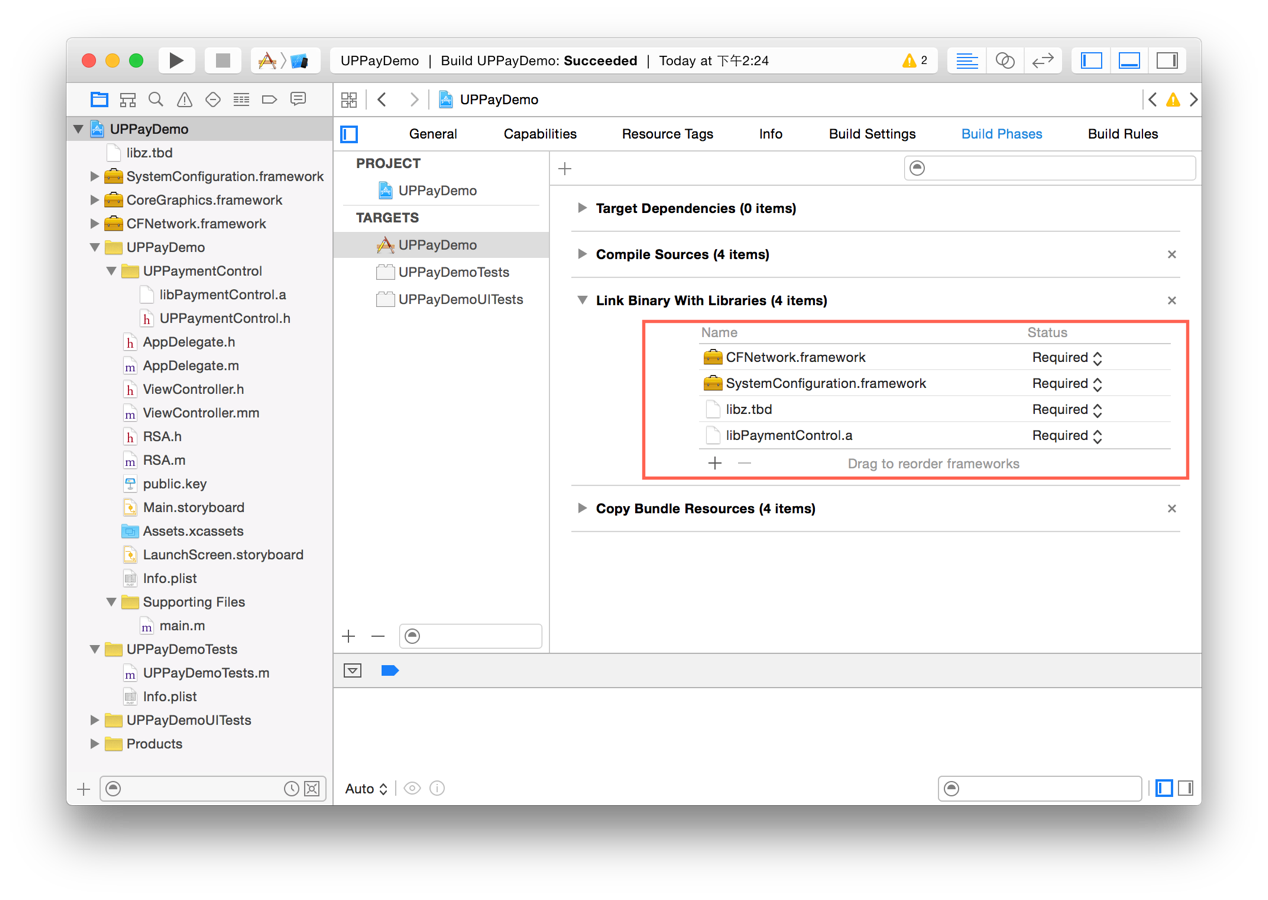 UPPayDemo | Build UPPayDemo: Succeeded | Today at 下午2:24 2
UPPayDemo
libz.tbd
SystemConfiguration.framework
CoreGraphics.framework
CFNetwork.framework
UPPayDemo
UPPaymentControl
libPaymentControl.a
h UPPaymentControl.h
h AppDelegate.h
m AppDelegate.m
h ViewController.h
m ViewController.mm
h RSA.h
m RSA.m
public.key
Main.storyboard
Assets.xcassets
LaunchScreen.storyboard
Info.plist
Supporting Files
m main.m
UPPayDemoTests
m UPPayDemoTests.m
Info.plist
UPPayDemoUITests
Products
UPPayDemo
General Capabilities Resource Tags Info Build Settings Build Phases Build Rules
PROJECT
UPPayDemo
TARGETS
UPPayDemo
UPPayDemoTests
UPPayDemoUITests
Target Dependencies (0 items)
Compile Sources (4 items)
Link Binary With Libraries (4 items)
Name Status
CFNetwork.framework Required
SystemConfiguration.framework Required
libz.tbd Required
libPaymentControl.a Required
Drag to reorder frameworks
Copy Bundle Resources (4 items)
Auto